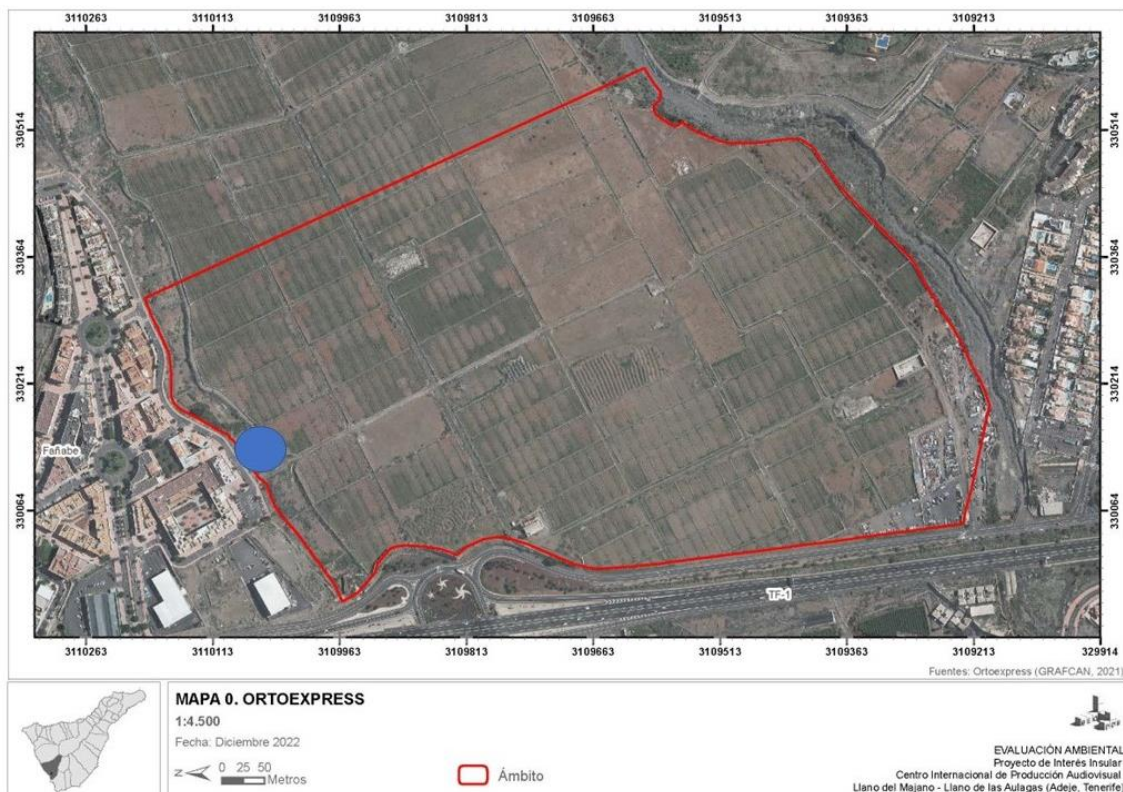 3110263 3110113 3109963 3109813 3109663 3109513 3109363 3109213
330514 330514
330364 330364
330214 330214
Fañabe
330064 330064
TF-1
3110263 3110113 3109963 3109813 3109663 3109513 3109363 3109213 329914
Fuentes: Ortoexpress (GRAFCAN, 2021)
MAPA 0. ORTOEXPRESS
1:4.500
Fecha: Diciembre 2022
N 0 25 50
Metros
Ámbito
EVALUACIÓN AMBIENTAL
Proyecto de Interés Insular
Centro Internacional de Producción Audiovisual
Llano del Majano - Llano de las Aulagas (Adeje, Tenerife)